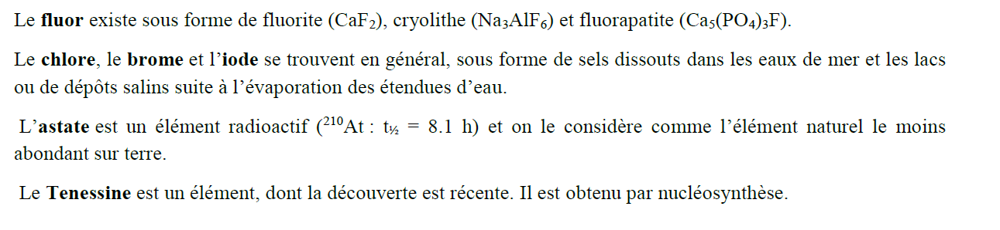 Le fluor existe sous forme de fluorite (CaF₂), cryolithe (Na₃AlF₆) et fluorapatite (Ca₅(PO₄)₃F).
Le chlore, le brome et l’iode se trouvent en général, sous forme de sels dissouts dans les eaux de mer et les lacs
ou de dépôts salins suite à l’évaporation des étendues d’eau.
L’astate est un élément radioactif (²¹⁰At : t½ = 8.1 h) et on le considère comme l’élément naturel le moins
abondant sur terre.
Le Tenessine est un élément, dont la découverte est récente. Il est obtenu par nucléosynthèse.